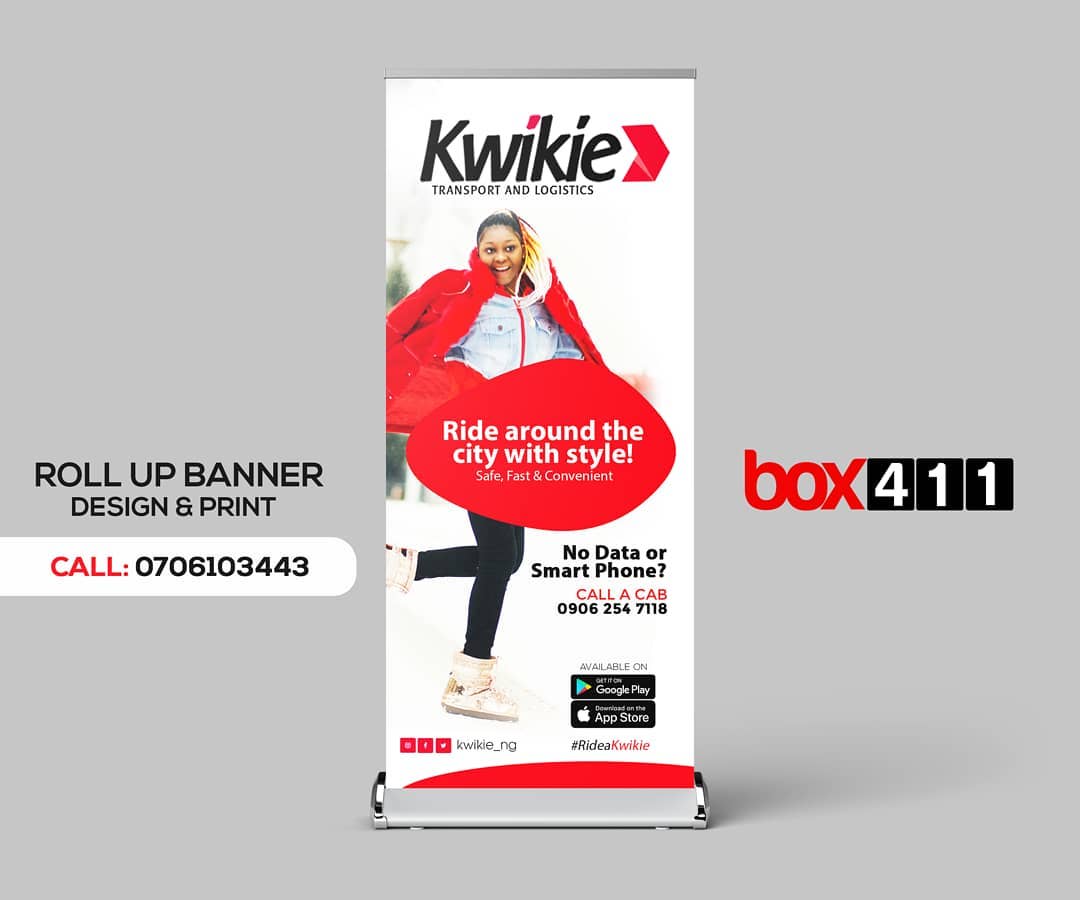 Kwikie
TRANSPORT AND LOGISTICS
Ride around the
city with style!
Safe, Fast & Convenient
No Data or
Smart Phone?
CALL A CAB
0906 254 7118
AVAILABLE ON
GET IT ON
Google Play
Download on the
App Store
kwikie_ng
#RideaKwikie
ROLL UP BANNER
DESIGN & PRINT
CALL: 0706103443
box411